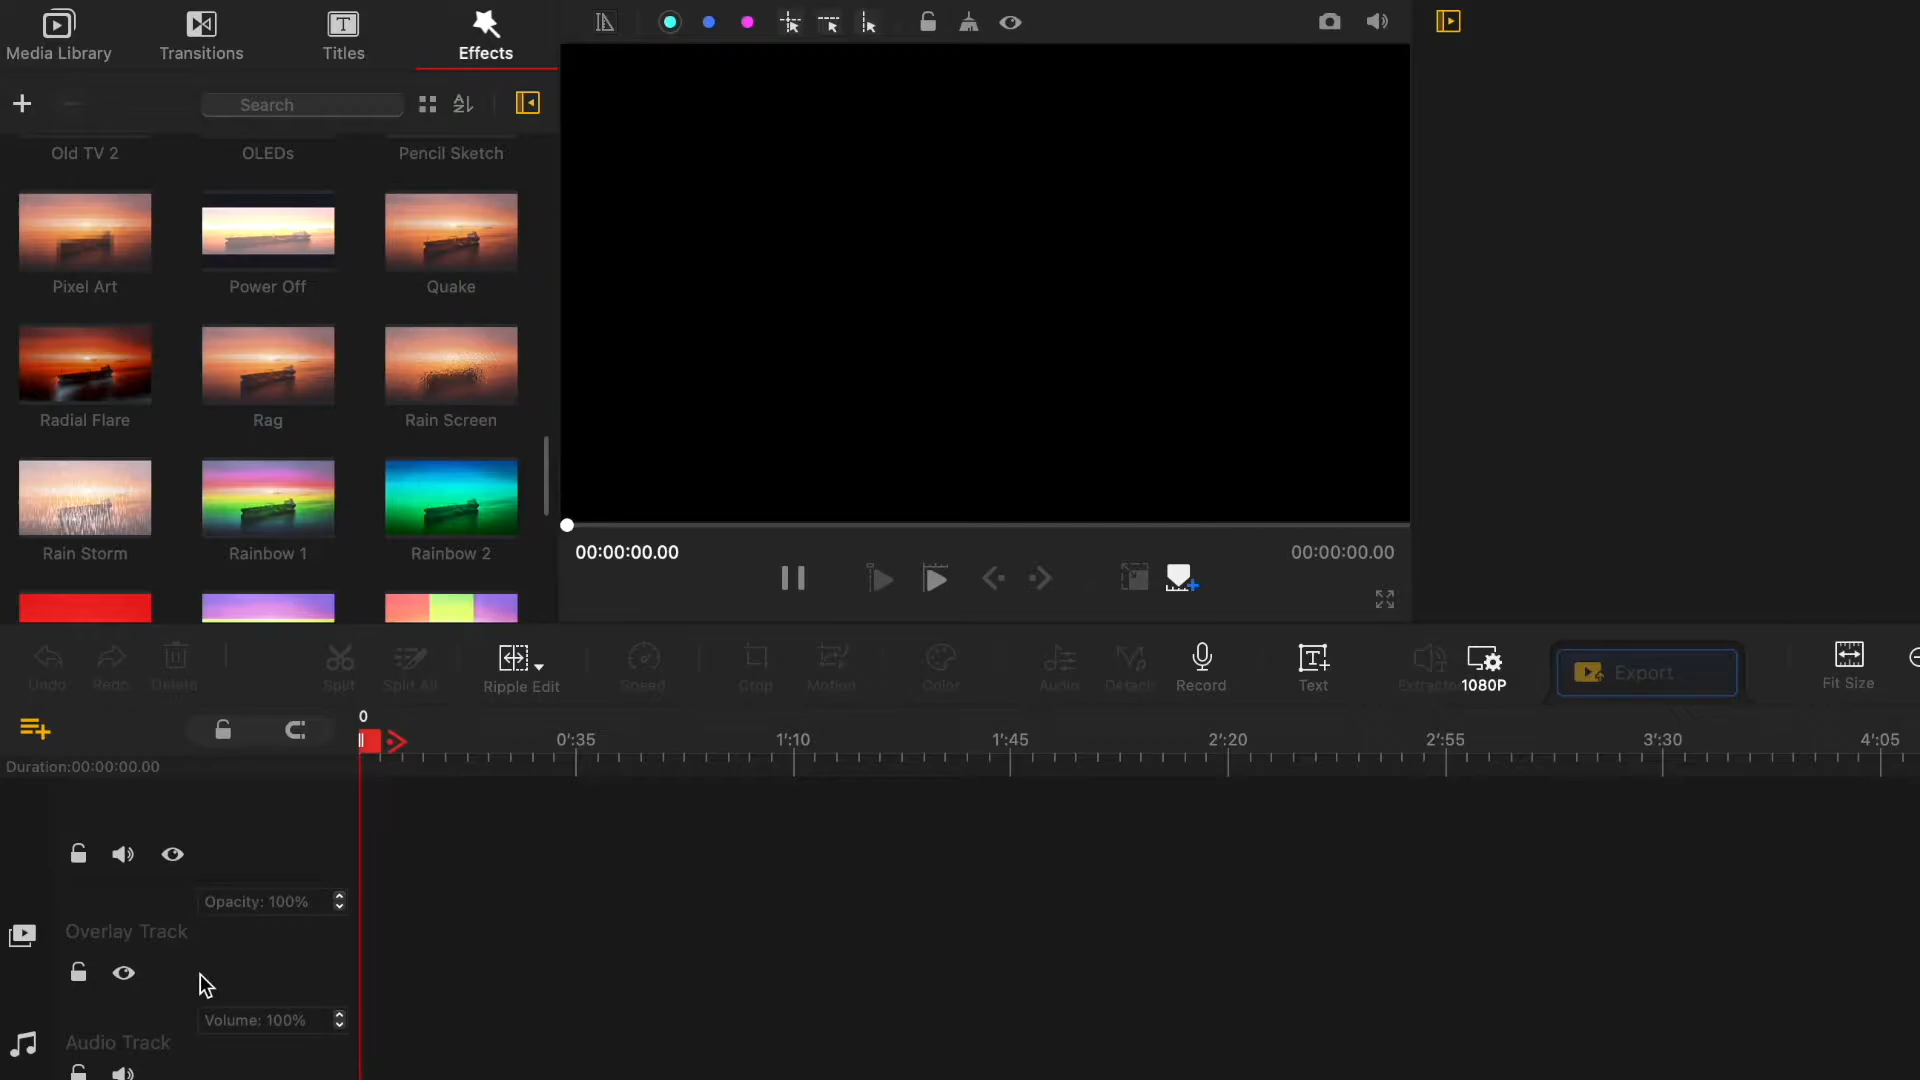 Media Library
Transitions
Titles
Effects
Search
Old TV 2
OLEDs
Pencil Sketch
Pixel Art
Power Off
Quake
Radial Flare
Rag
Rain Screen
Rain Storm
Rainbow 1
Rainbow 2
00:00:00.00
00:00:00.00
Undo
Redo
Delete
Split
Split All
Ripple Edit
Speed
Crop
Motion
Color
Audio
Detach
Record
Text
Extractor
1080P
Export
Fit Size
0
0':35
1':10
1':45
2':20
2':55
3':30
4':05
Duration:00:00:00.00
Opacity: 100%
Overlay Track
Volume: 100%
Audio Track